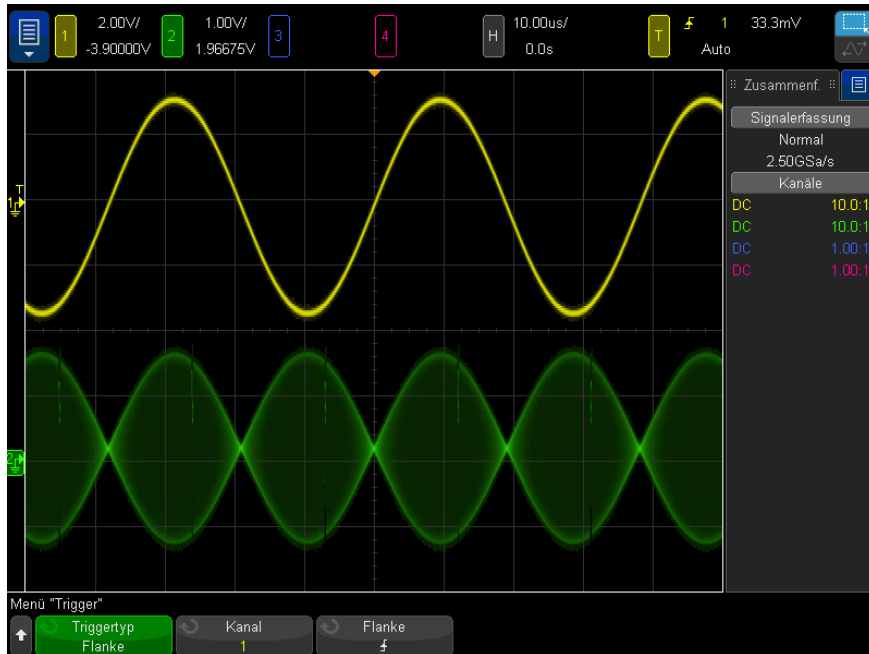 1 2.00V/ 2 1.00V/ 3 4 H 10.00us/ T 1 33.3mV
-3.90000V 1.96675V 0.0s Auto
Zusammenf.
Signalerfassung
Normal
2.50GSa/s
Kanäle
DC 10.0:1
DC 10.0:1
DC 1.00:1
DC 1.00:1
T
1
2
Menü "Trigger"
Triggertyp Kanal Flanke
Flanke 1